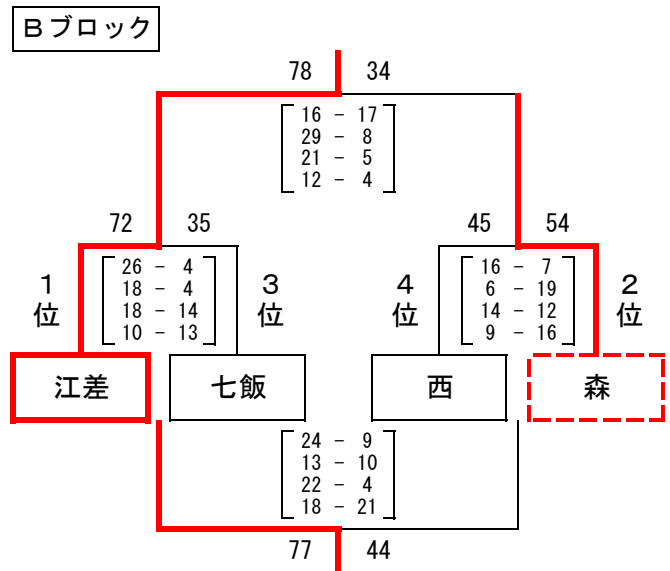 Bブロック
78 34
16 - 17
29 - 8
21 - 5
12 - 4
72 35
45 54
26 - 4
18 - 4
18 - 14
10 - 13
16 - 7
6 - 19
14 - 12
9 - 16
1位
3位
4位
2位
江差
七飯
西
森
24 - 9
13 - 10
22 - 4
18 - 21
77 44